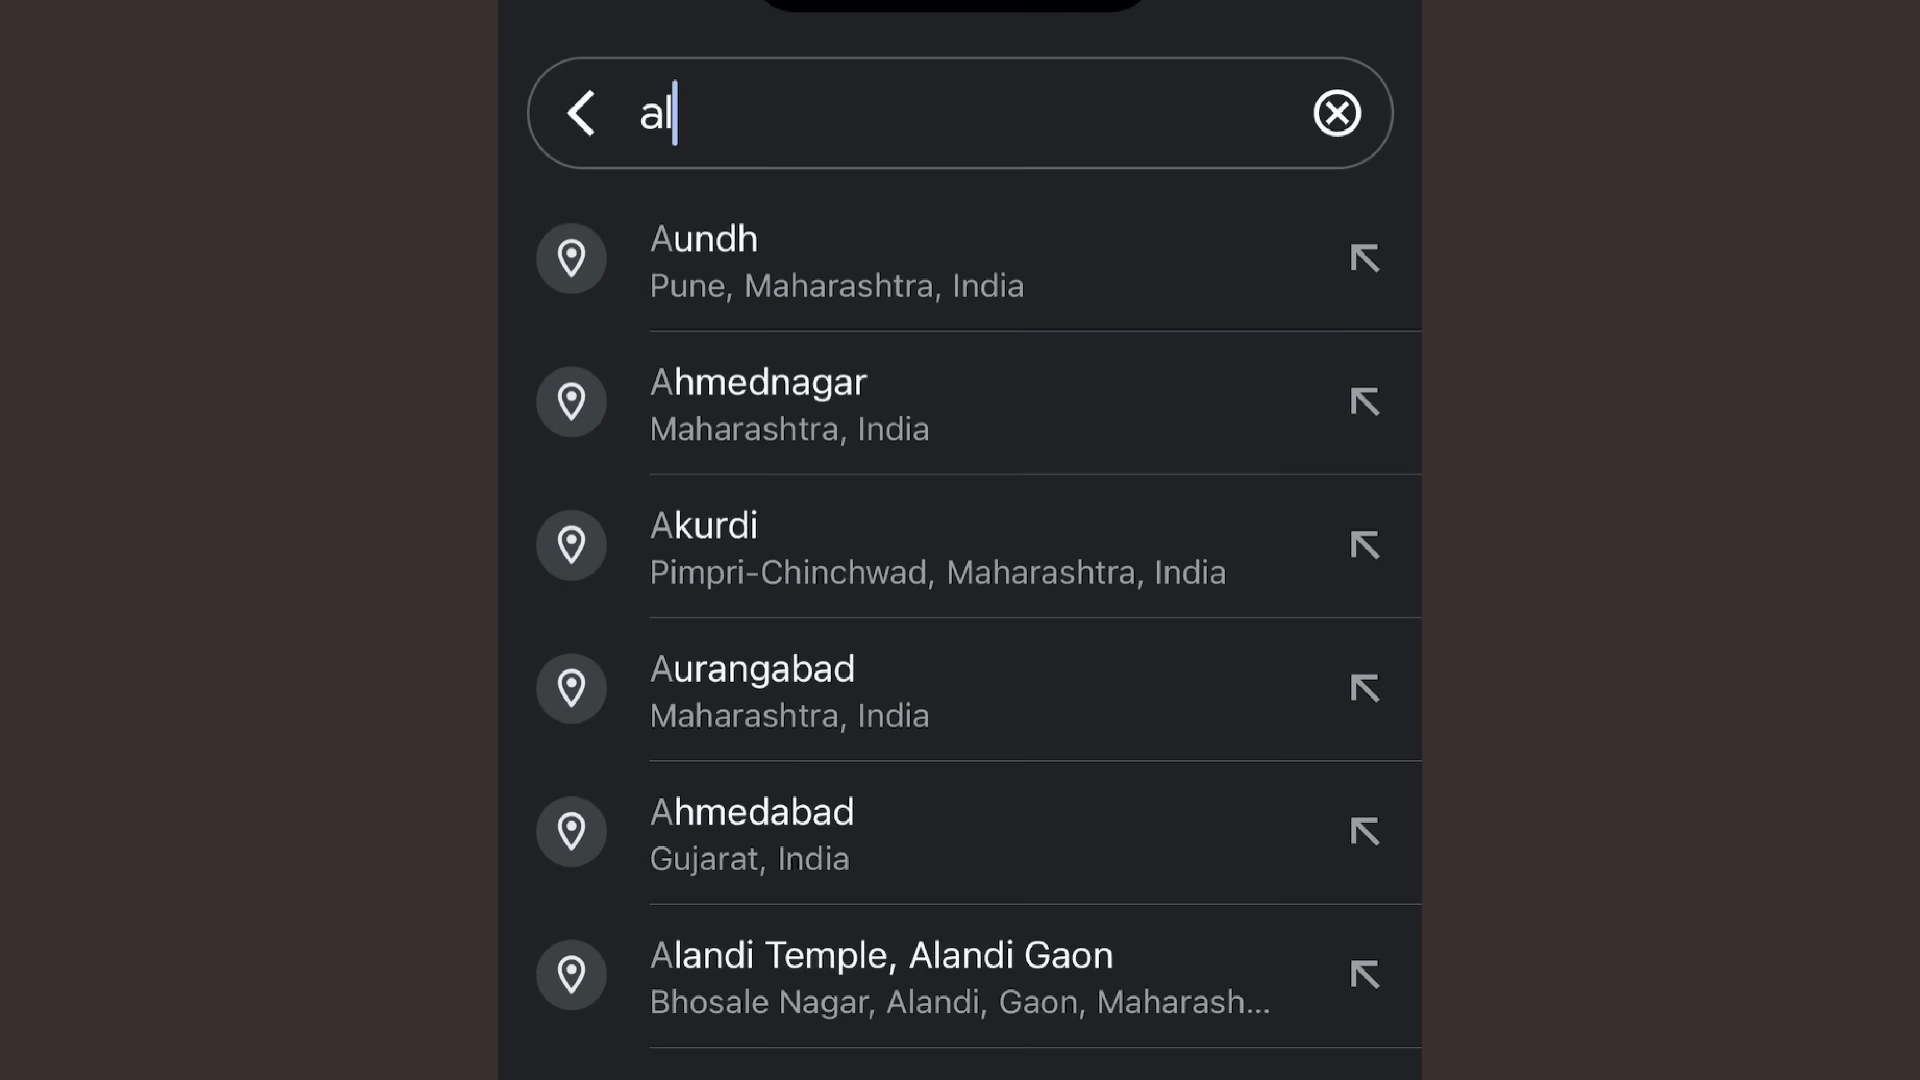 al
Aundh
Pune, Maharashtra, India
Ahmednagar
Maharashtra, India
Akurdi
Pimpri-Chinchwad, Maharashtra, India
Aurangabad
Maharashtra, India
Ahmedabad
Gujarat, India
Alandi Temple, Alandi Gaon
Bhosale Nagar, Alandi, Gaon, Maharash...